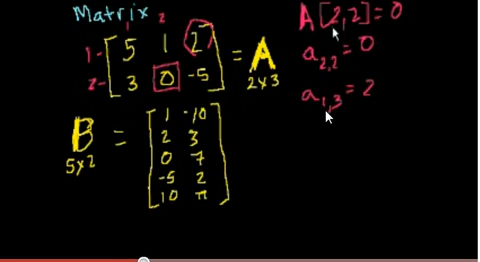 Matrix
1 2
1- [ 5 1 2 ] = A
2- [ 3 0 -5 ] 2x3
A[2,2]=0
a2,2=0
a1,3=2
B = [ 1 -10
5x2 2 3
0 7
-5 2
10 π ]